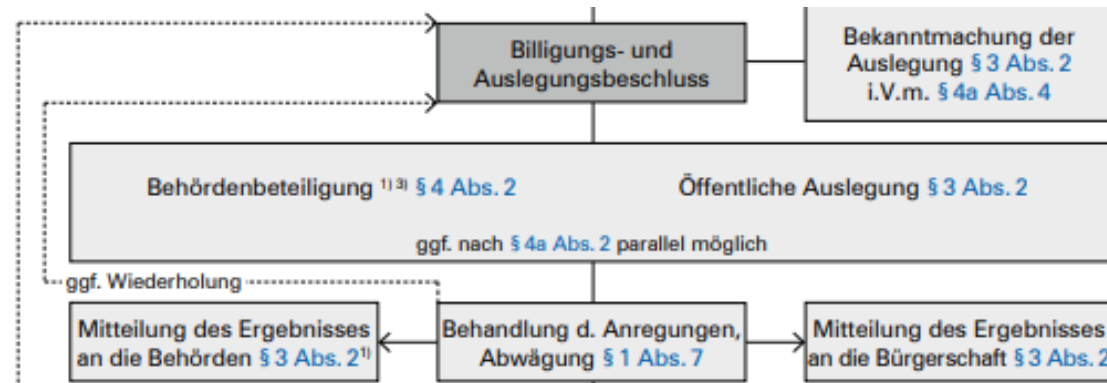 Billigungs- und
Auslegungsbeschluss
Bekanntmachung der
Auslegung § 3 Abs. 2
i.V.m. § 4a Abs. 4
Behördenbeteiligung ¹⁾ ³⁾ § 4 Abs. 2
Öffentliche Auslegung § 3 Abs. 2
ggf. nach § 4a Abs. 2 parallel möglich
ggf. Wiederholung
Mitteilung des Ergebnisses
an die Behörden § 3 Abs. 2¹⁾
Behandlung d. Anregungen,
Abwägung § 1 Abs. 7
Mitteilung des Ergebnisses
an die Bürgerschaft § 3 Abs. 2